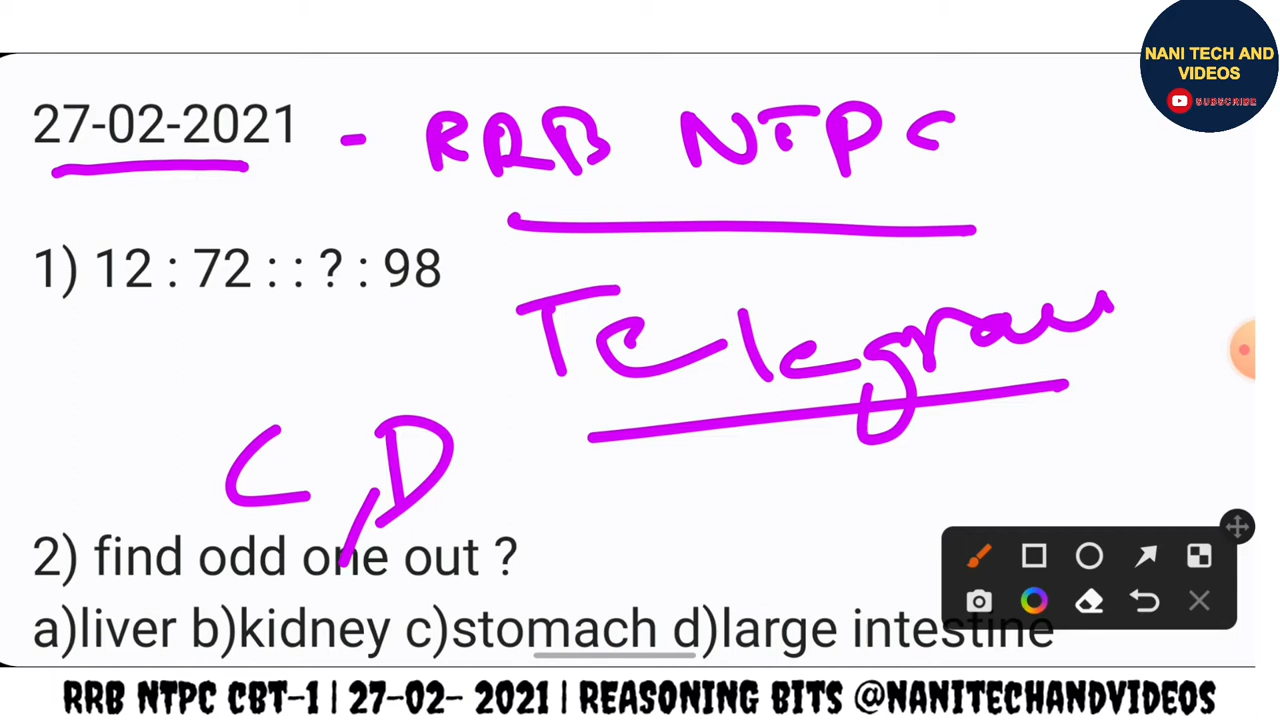 NANI TECH AND
VIDEOS
SUBSCRIBE
27-02-2021 - RRB NTPC
1) 12 : 72 : : ? : 98
Telegram
C, D
2) find odd one out ?
a)liver b)kidney c)stomach d)large intestine
RRB NTPC CBT-1 | 27-02- 2021 | REASONING BITS @NANITECHANDVIDEOS